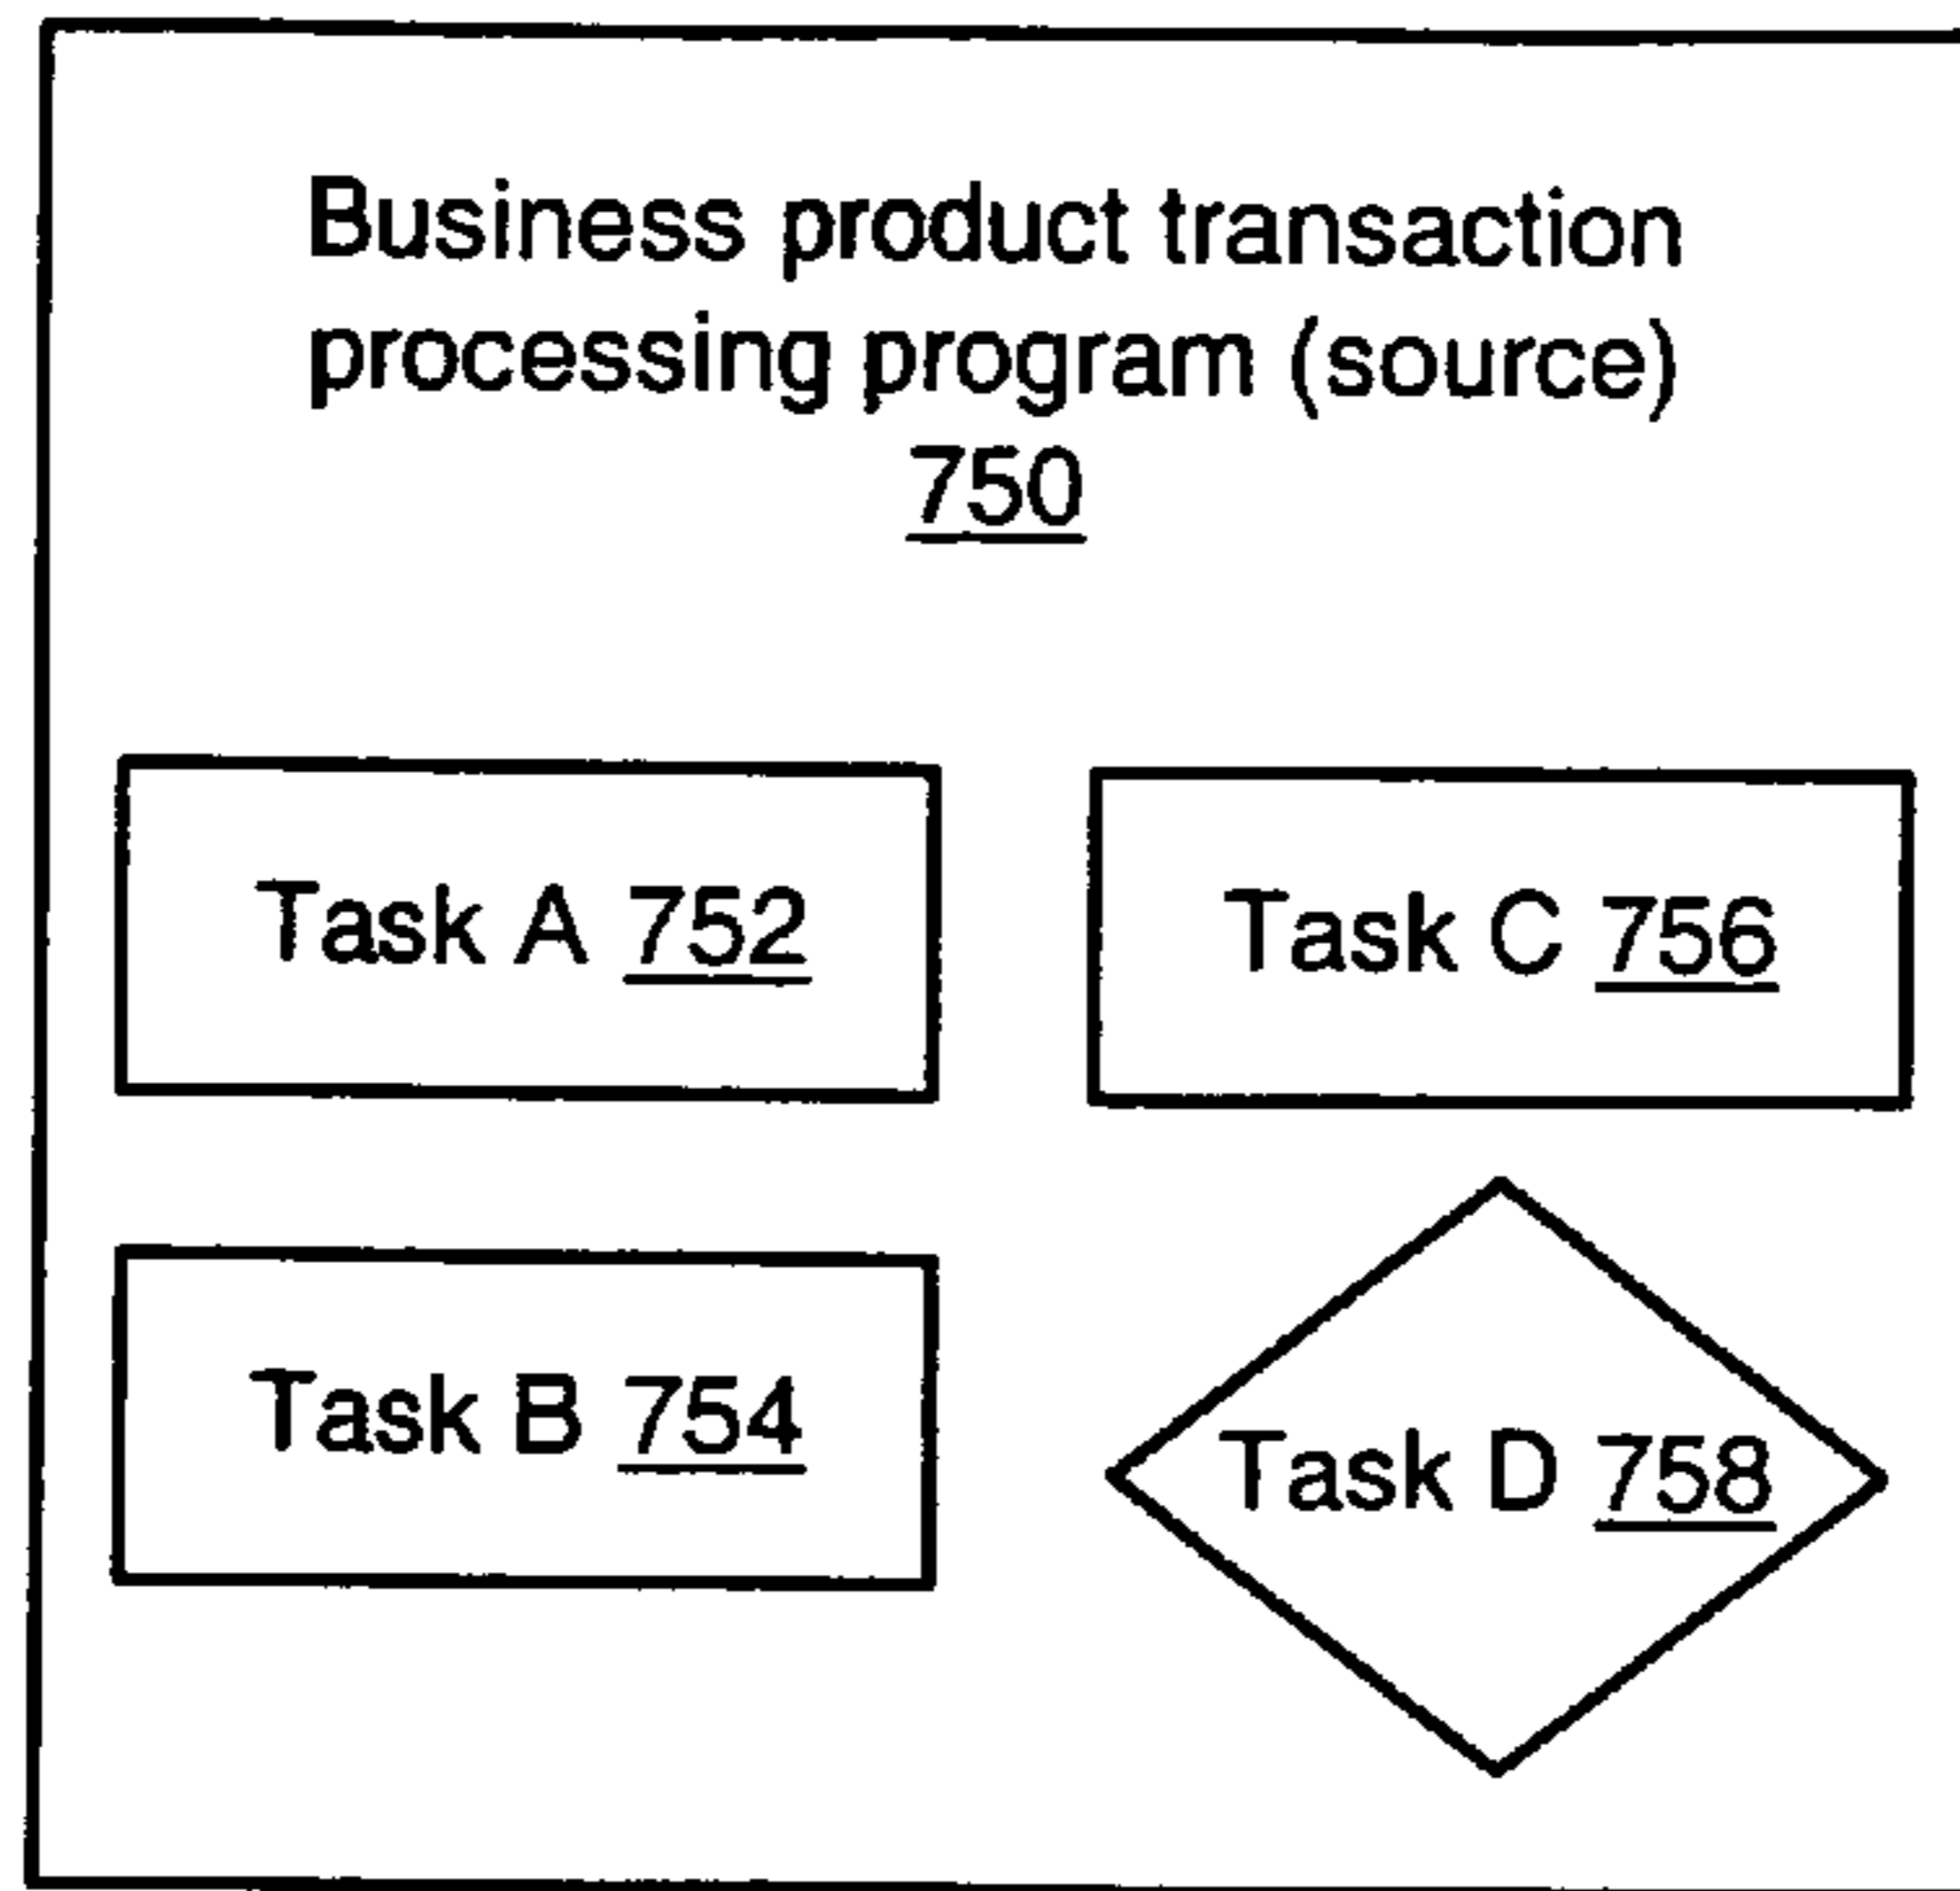 Business product transaction
processing program (source)
750
Task A 752
Task C 756
Task B 754
Task D 758